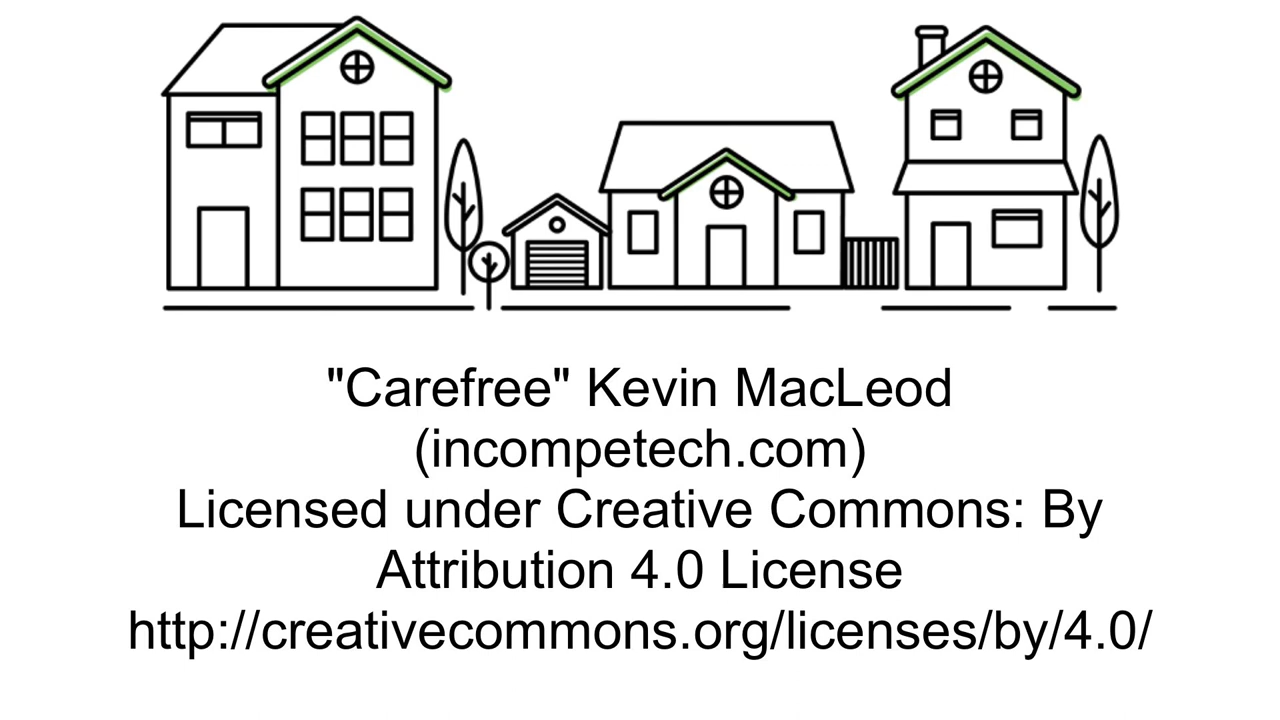 "Carefree" Kevin MacLeod
(incompetech.com)
Licensed under Creative Commons: By
Attribution 4.0 License
http://creativecommons.org/licenses/by/4.0/